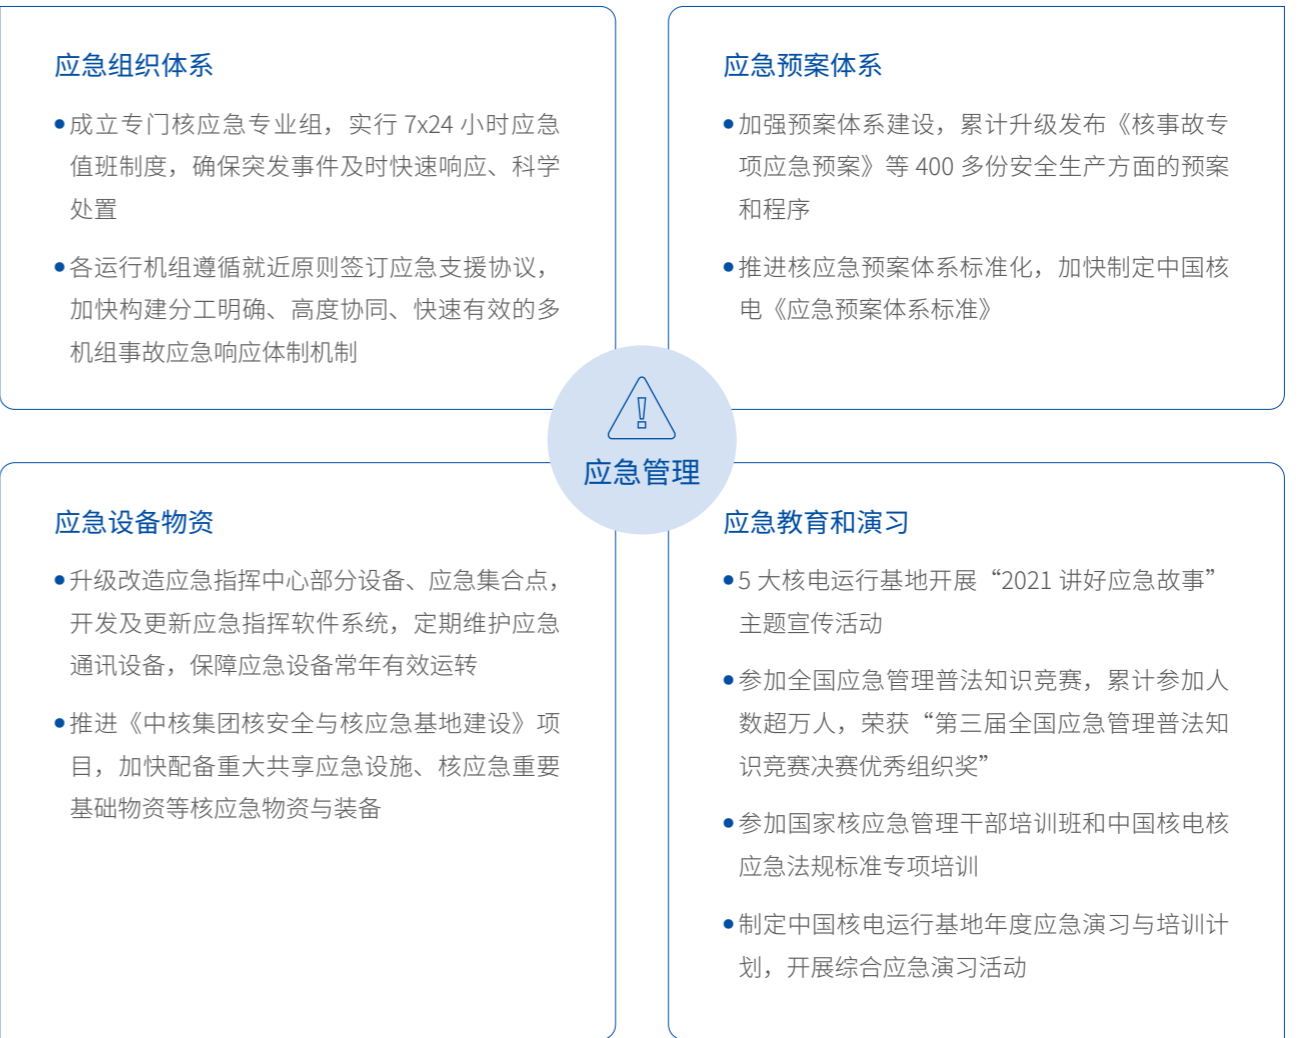 应急组织体系
•成立专门核应急专业组，实行 7x24 小时应急
值班制度，确保突发事件及时快速响应、科学
处置
•各运行机组遵循就近原则签订应急支援协议，
加快构建分工明确、高度协同、快速有效的多
机组事故应急响应体制机制
应急预案体系
•加强预案体系建设，累计升级发布《核事故专
项应急预案》等 400 多份安全生产方面的预案
和程序
•推进核应急预案体系标准化，加快制定中国核
电《应急预案体系标准》
应急管理
应急设备物资
•升级改造应急指挥中心部分设备、应急集合点，
开发及更新应急指挥软件系统，定期维护应急
通讯设备，保障应急设备常年有效运转
•推进《中核集团核安全与核应急基地建设》项
目，加快配备重大共享应急设施、核应急重要
基础物资等核应急物资与装备
应急教育和演习
•5 大核电运行基地开展“2021 讲好应急故事”
主题宣传活动
•参加全国应急管理普法知识竞赛，累计参加人
数超万人，荣获“第三届全国应急管理普法知
识竞赛决赛优秀组织奖”
•参加国家核应急管理干部培训班和中国核电核
应急法规标准专项培训
•制定中国核电运行基地年度应急演习与培训计
划，开展综合应急演习活动